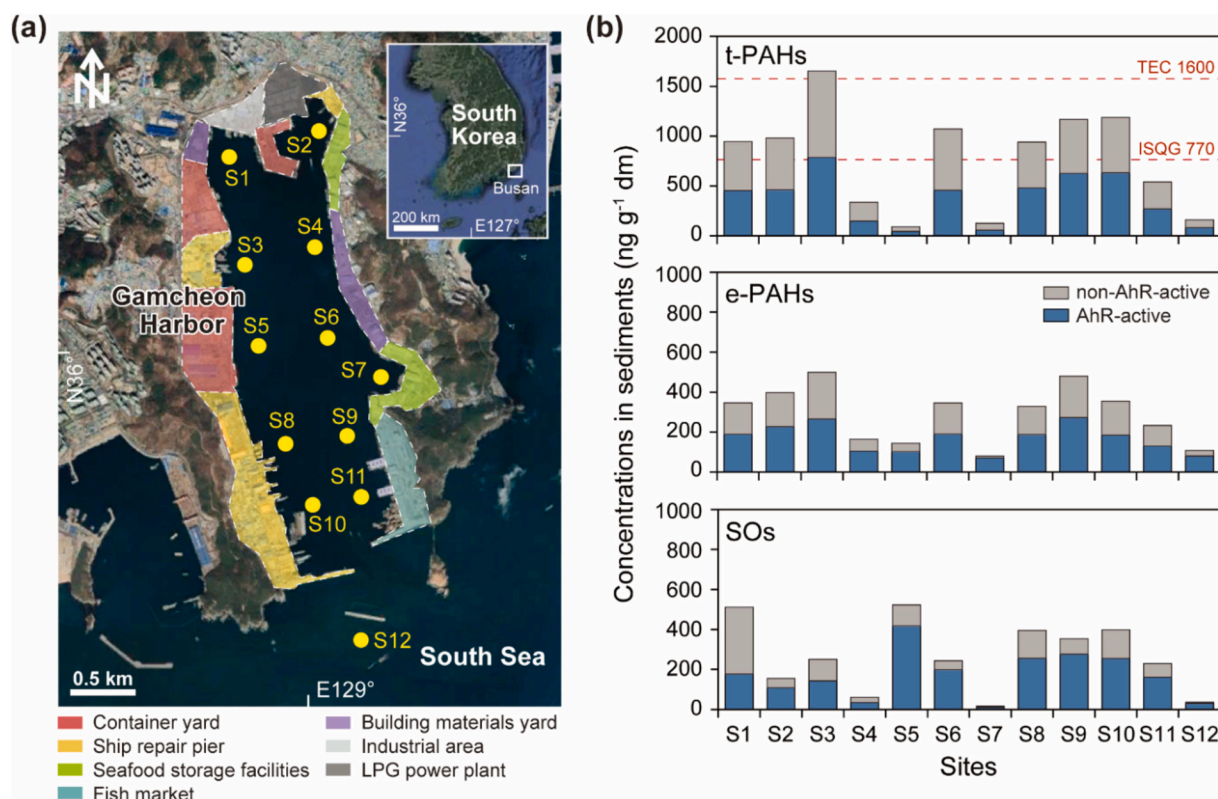 (a)
N
S1
S2
S3
S4
S5
S6
S7
S8
S9
S10
S11
S12
Gamcheon
Harbor
South Sea
N36°
E129°
0.5 km
South
Korea
Busan
N36°
E127°
200 km
Container yard
Ship repair pier
Seafood storage facilities
Fish market
Building materials yard
Industrial area
LPG power plant
(b)
Concentrations in sediments (ng g-1 dm)
t-PAHs
TEC 1600
ISQG 770
2000
1500
1000
500
0
e-PAHs
non-AhR-active
AhR-active
1000
800
600
400
200
0
SOs
1000
800
600
400
200
0
S1 S2 S3 S4 S5 S6 S7 S8 S9 S10 S11 S12
Sites